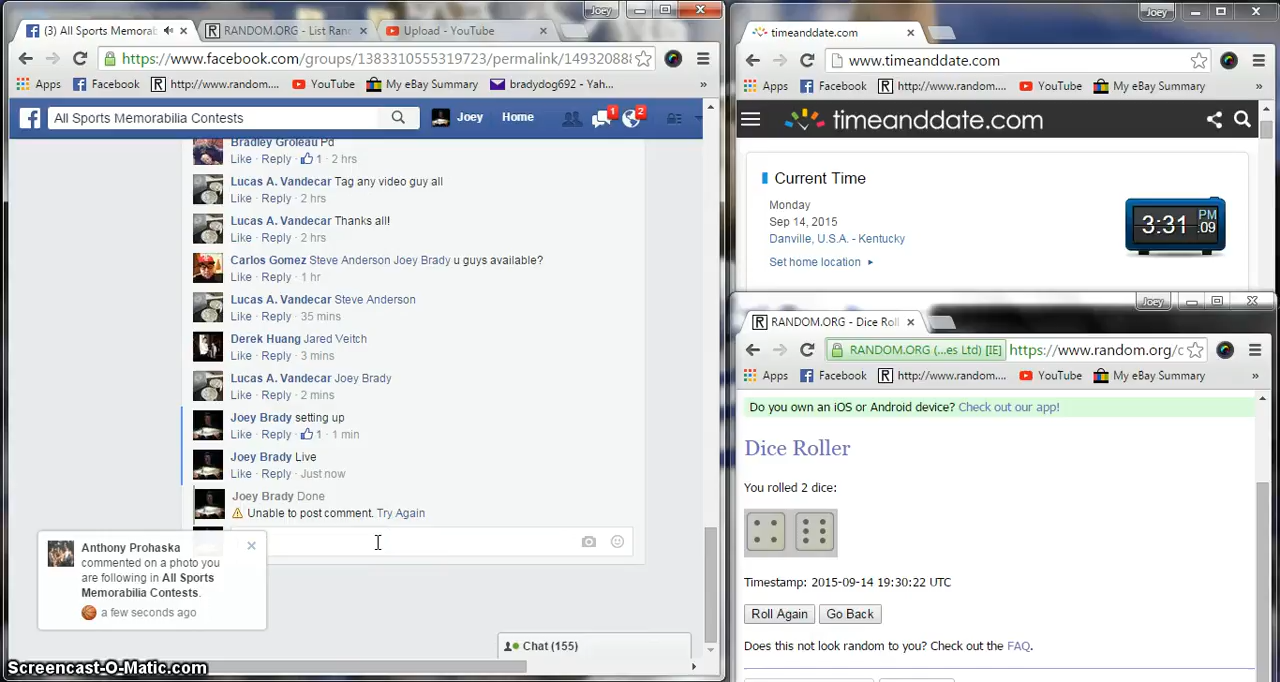 Joey
(3) All Sports Memorab
RANDOM.ORG - List Ran
Upload - YouTube
https://www.facebook.com/groups/1383310555319723/permalink/149320888
Apps
Facebook
http://www.random....
YouTube
My eBay Summary
bradydog692 - Yah...
»
All Sports Memorabilia Contests
Joey
Home
1
2
Bradley Groleau Pd
Like · Reply · 1 · 2 hrs
Lucas A. Vandecar Tag any video guy all
Like · Reply · 2 hrs
Lucas A. Vandecar Thanks all!
Like · Reply · 2 hrs
Carlos Gomez Steve Anderson Joey Brady u guys available?
Like · Reply · 1 hr
Lucas A. Vandecar Steve Anderson
Like · Reply · 35 mins
Derek Huang Jared Veitch
Like · Reply · 3 mins
Lucas A. Vandecar Joey Brady
Like · Reply · 2 mins
Joey Brady setting up
Like · Reply · 1 · 1 min
Joey Brady Live
Like · Reply · Just now
Joey Brady Done
Unable to post comment. Try Again
Anthony Prohaska
commented on a photo you
are following in All Sports
Memorabilia Contests.
a few seconds ago
Chat (155)
Screencast-O-Matic.com
Joey
timeanddate.com
www.timeanddate.com
Apps
Facebook
http://www.random....
YouTube
My eBay Summary
»
timeanddate.com
Current Time
Monday
Sep 14, 2015
Danville, U.S.A. - Kentucky
Set home location
3:31 PM :09
Joey
RANDOM.ORG - Dice Roll
RANDOM.ORG (...es Ltd) [IE]
https://www.random.org/c
Apps
Facebook
http://www.random....
YouTube
My eBay Summary
»
Do you own an iOS or Android device? Check out our app!
Dice Roller
You rolled 2 dice:
Timestamp: 2015-09-14 19:30:22 UTC
Roll Again
Go Back
Does this not look random to you? Check out the FAQ.